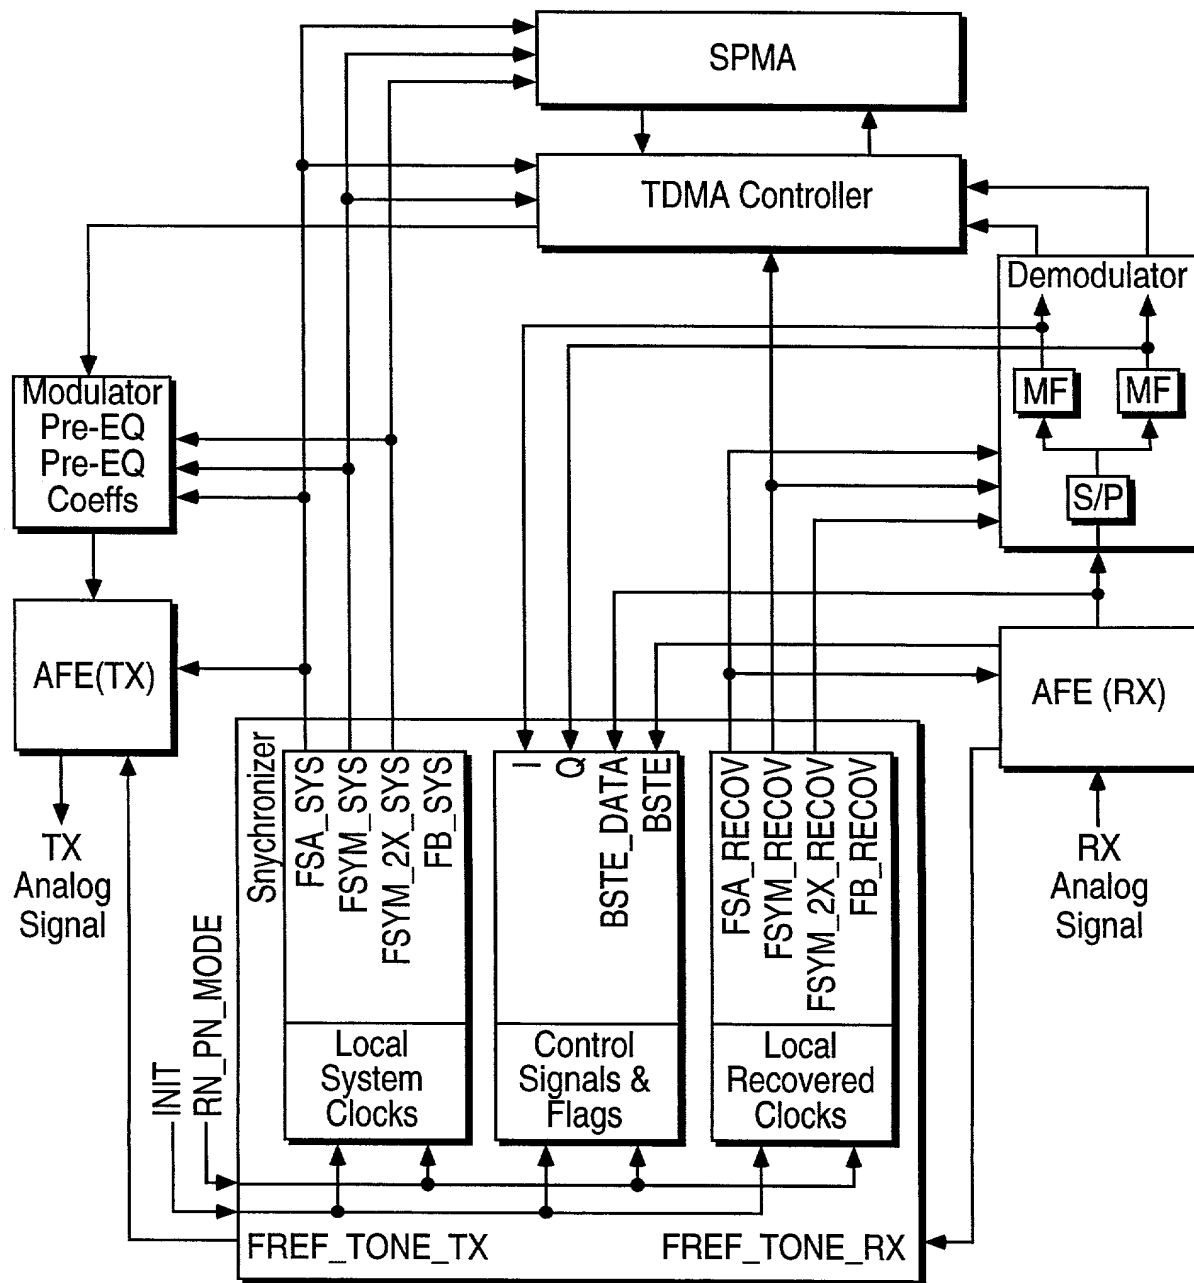 SPMA
TDMA Controller
Demodulator
MF
MF
S/P
Modulator
Pre-EQ
Pre-EQ
Coeffs
AFE(TX)
AFE (RX)
TX
Analog
Signal
RX
Analog
Signal
Snychronizer
FSA_SYS
FSYM_SYS
FSYM_2X_SYS
FB_SYS
I
Q
BSTE_DATA
BSTE
FSA_RECOV
FSYM_RECOV
FSYM_2X_RECOV
FB_RECOV
Local
System
Clocks
Control
Signals &
Flags
Local
Recovered
Clocks
INIT
RN_PN_MODE
FREF_TONE_TX
FREF_TONE_RX